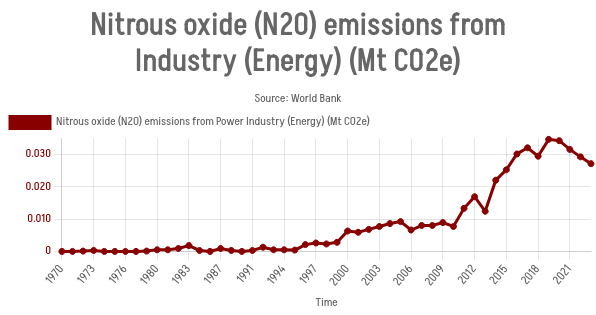 Nitrous oxide (N2O) emissions from
Industry (Energy) (Mt CO2e)
Source: World Bank
Nitrous oxide (N2O) emissions from Power Industry (Energy) (Mt CO2e)
0.030
0.020
0.010
0
1970 1973 1976 1980 1983 1987 1991 1994 1997 2000 2003 2006 2009 2012 2015 2018 2021
Time